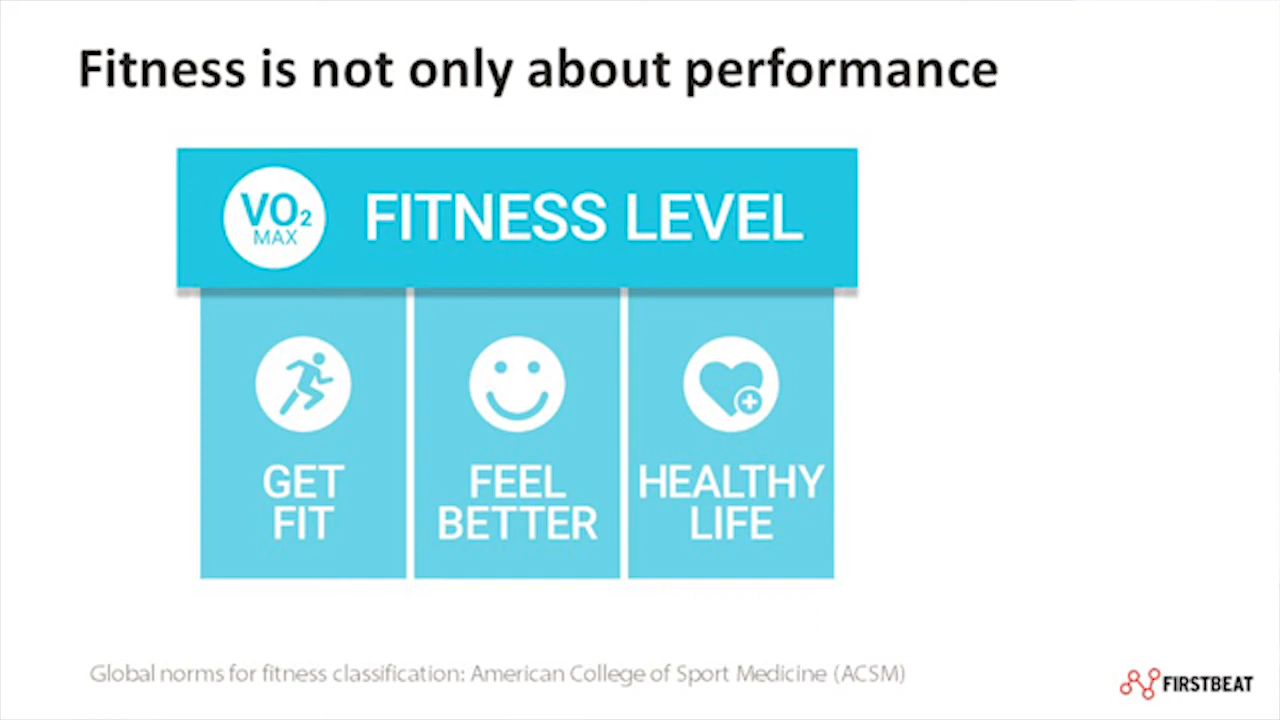 Fitness is not only about performance
VO₂
MAX
FITNESS LEVEL
GET
FIT
FEEL
BETTER
HEALTHY
LIFE
Global norms for fitness classification: American College of Sport Medicine (ACSM)
FIRSTBEAT